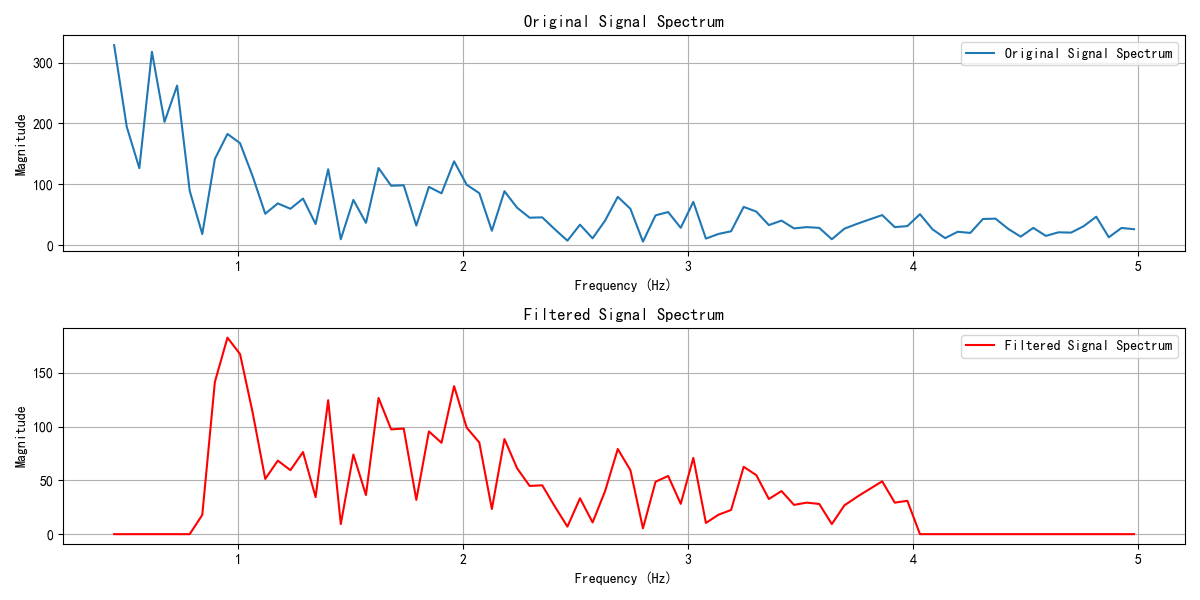 Original Signal Spectrum
Original Signal Spectrum
Magnitude
300
200
100
0
1 2 3 4 5
Frequency (Hz)
Filtered Signal Spectrum
Filtered Signal Spectrum
Magnitude
150
100
50
0
1 2 3 4 5
Frequency (Hz)